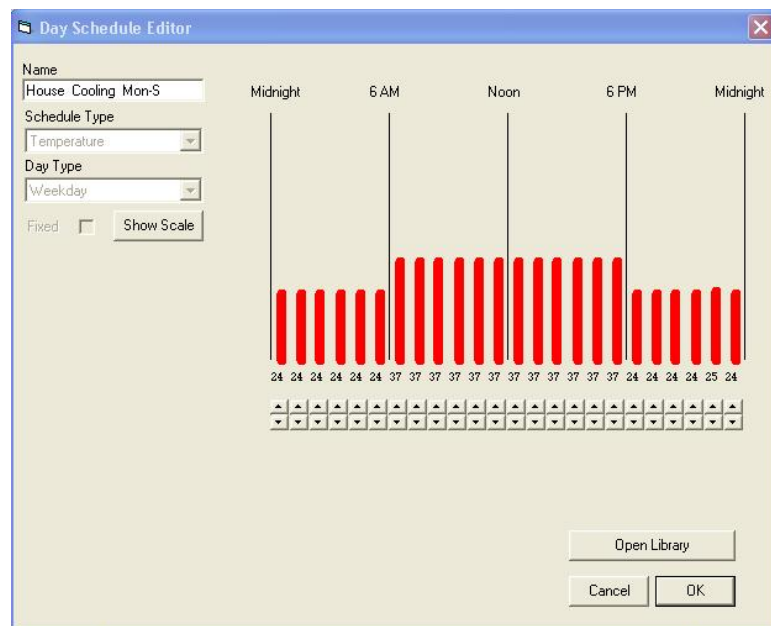 Day Schedule Editor
Name
House Cooling Mon-S
Schedule Type
Temperature
Day Type
Weekday
Fixed Show Scale
Midnight 6 AM Noon 6 PM Midnight
24 24 24 24 24 24 37 37 37 37 37 37 37 37 37 37 37 37 24 24 24 24 25 24
Open Library
Cancel OK